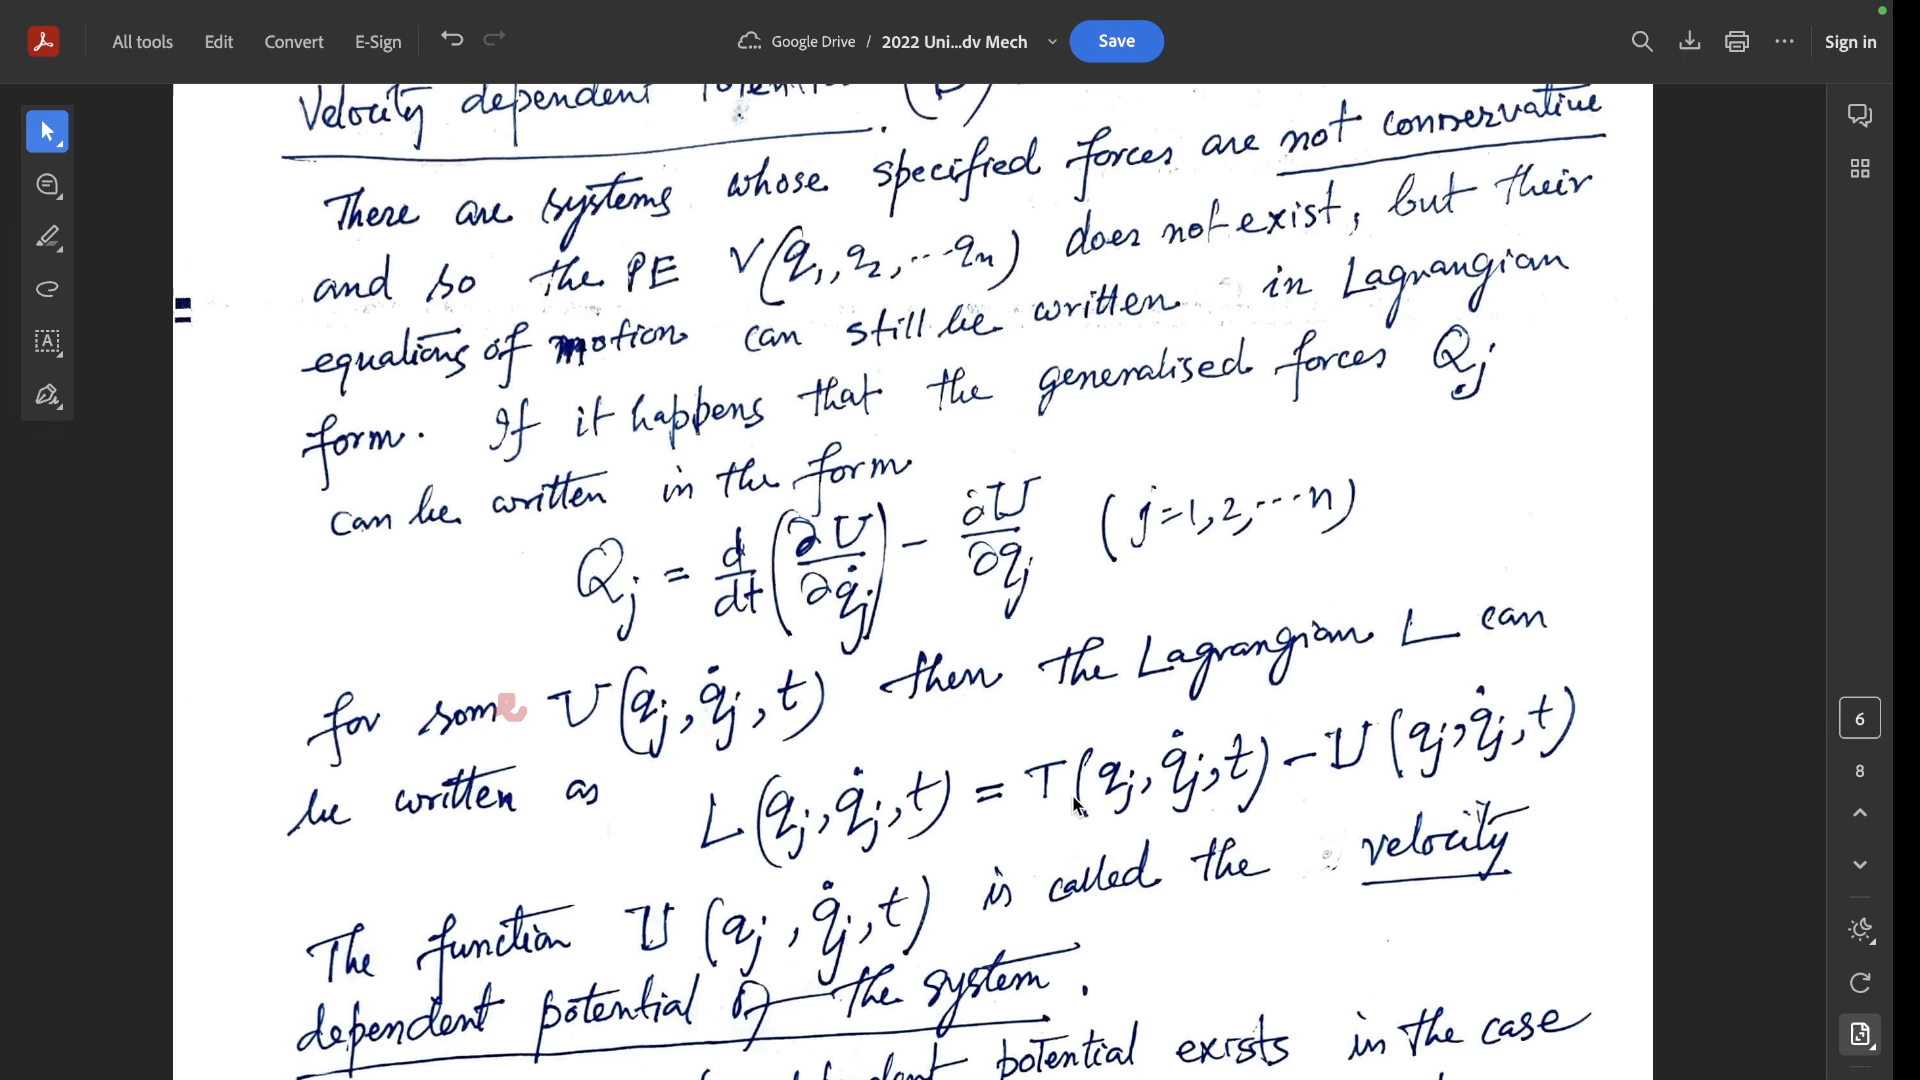 All tools Edit Convert E-Sign Google Drive / 2022 Uni...dv Mech Save Sign in
Velocity dependent
There are systems whose specified forces are not conservative
and so the PE V(q₁, q₂, ... qₙ) does not exist, but their
equations of motion can still be written in Lagrangian
form. If it happens that the generalised forces Qⱼ
can be written in the form
Qⱼ = d/dt (∂U/∂q̇ⱼ) - ∂U/∂qⱼ (j=1, 2, ... n)
for some U(qⱼ, q̇ⱼ, t) then the Lagrangian L can
be written as L(qⱼ, q̇ⱼ, t) = T(qⱼ, q̇ⱼ, t) - U(qⱼ, q̇ⱼ, t)
The function U(qⱼ, q̇ⱼ, t) is called the velocity
dependent potential of the system.
potential exists in the case
6
8